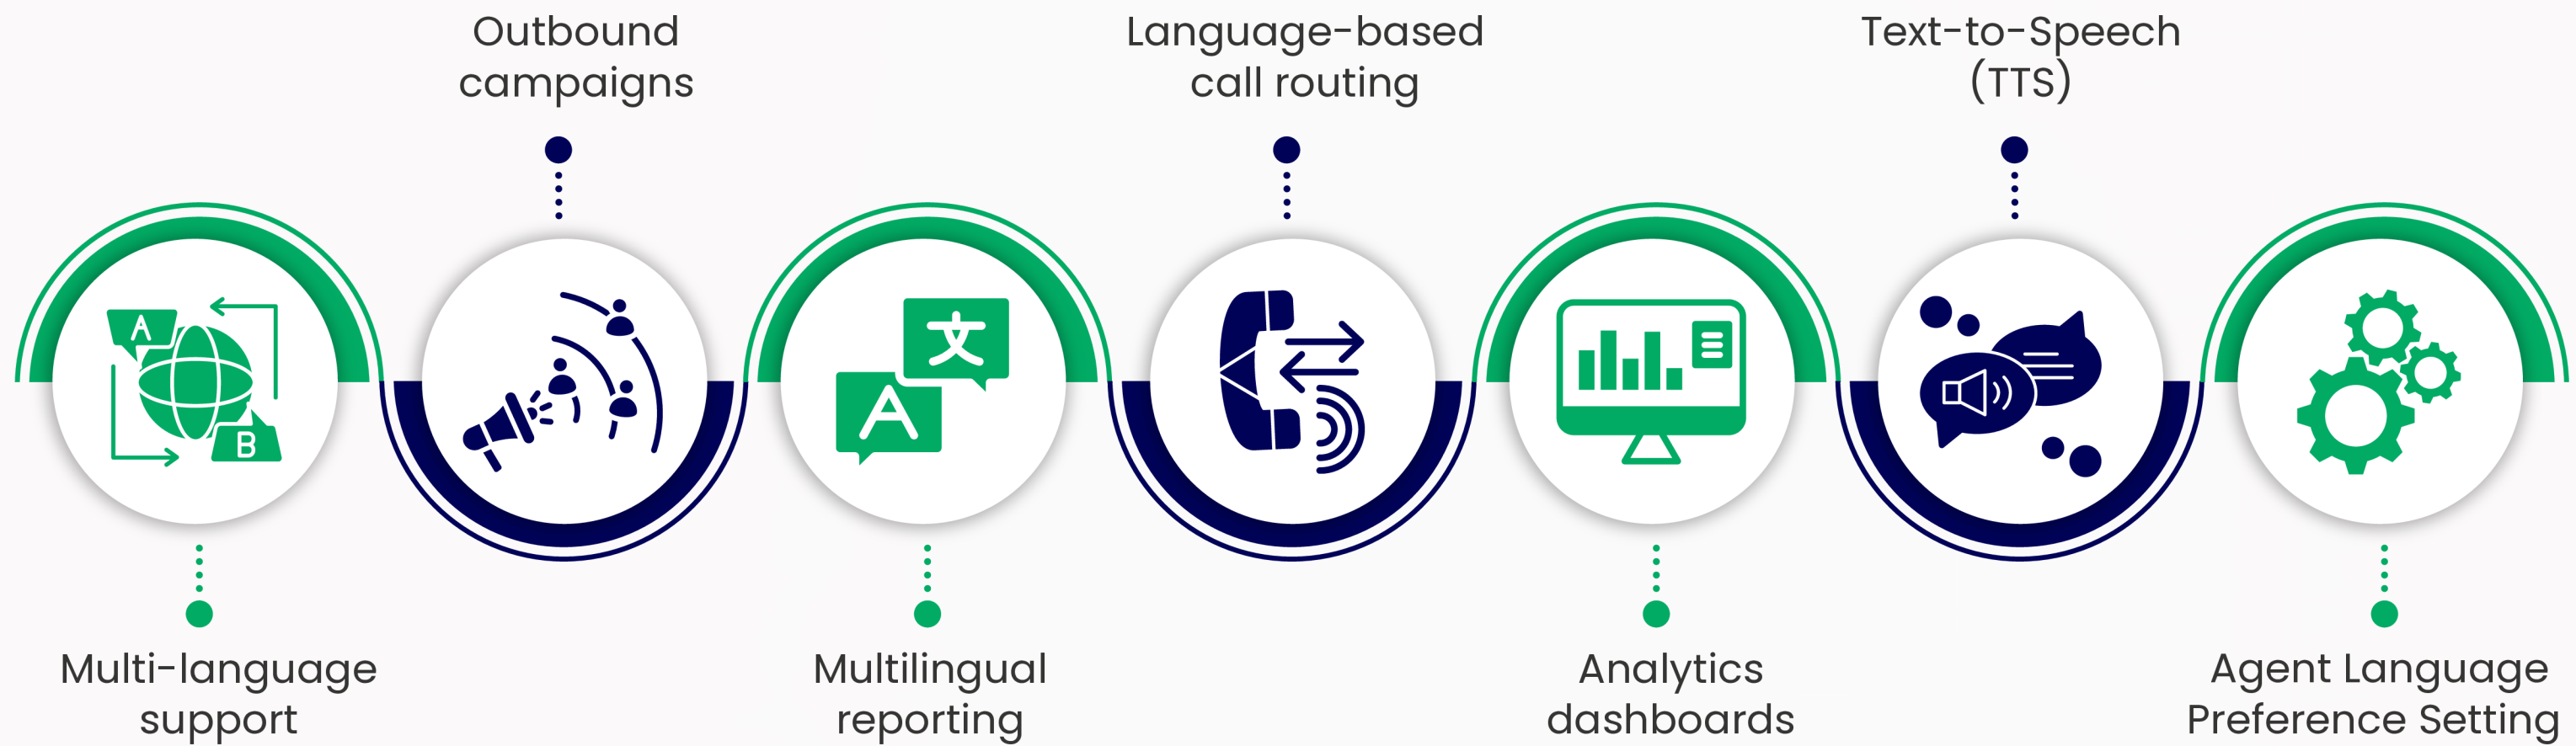 Outbound
campaigns
Language-based
call routing
Text-to-Speech
(TTS)
A
B
文
A
Multi-language
support
Multilingual
reporting
Analytics
dashboards
Agent Language
Preference Setting